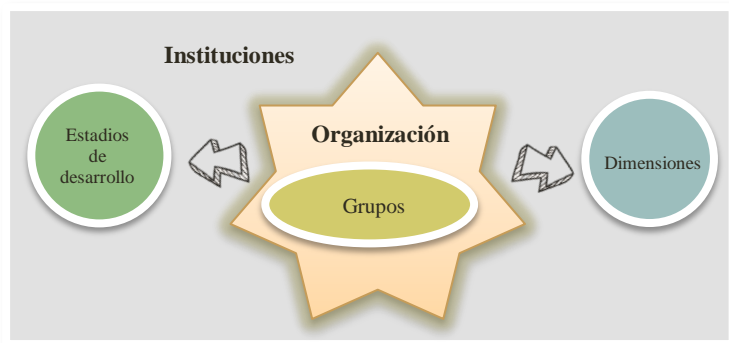 Instituciones
Organización
Grupos
Estadios
de
desarrollo
Dimensiones